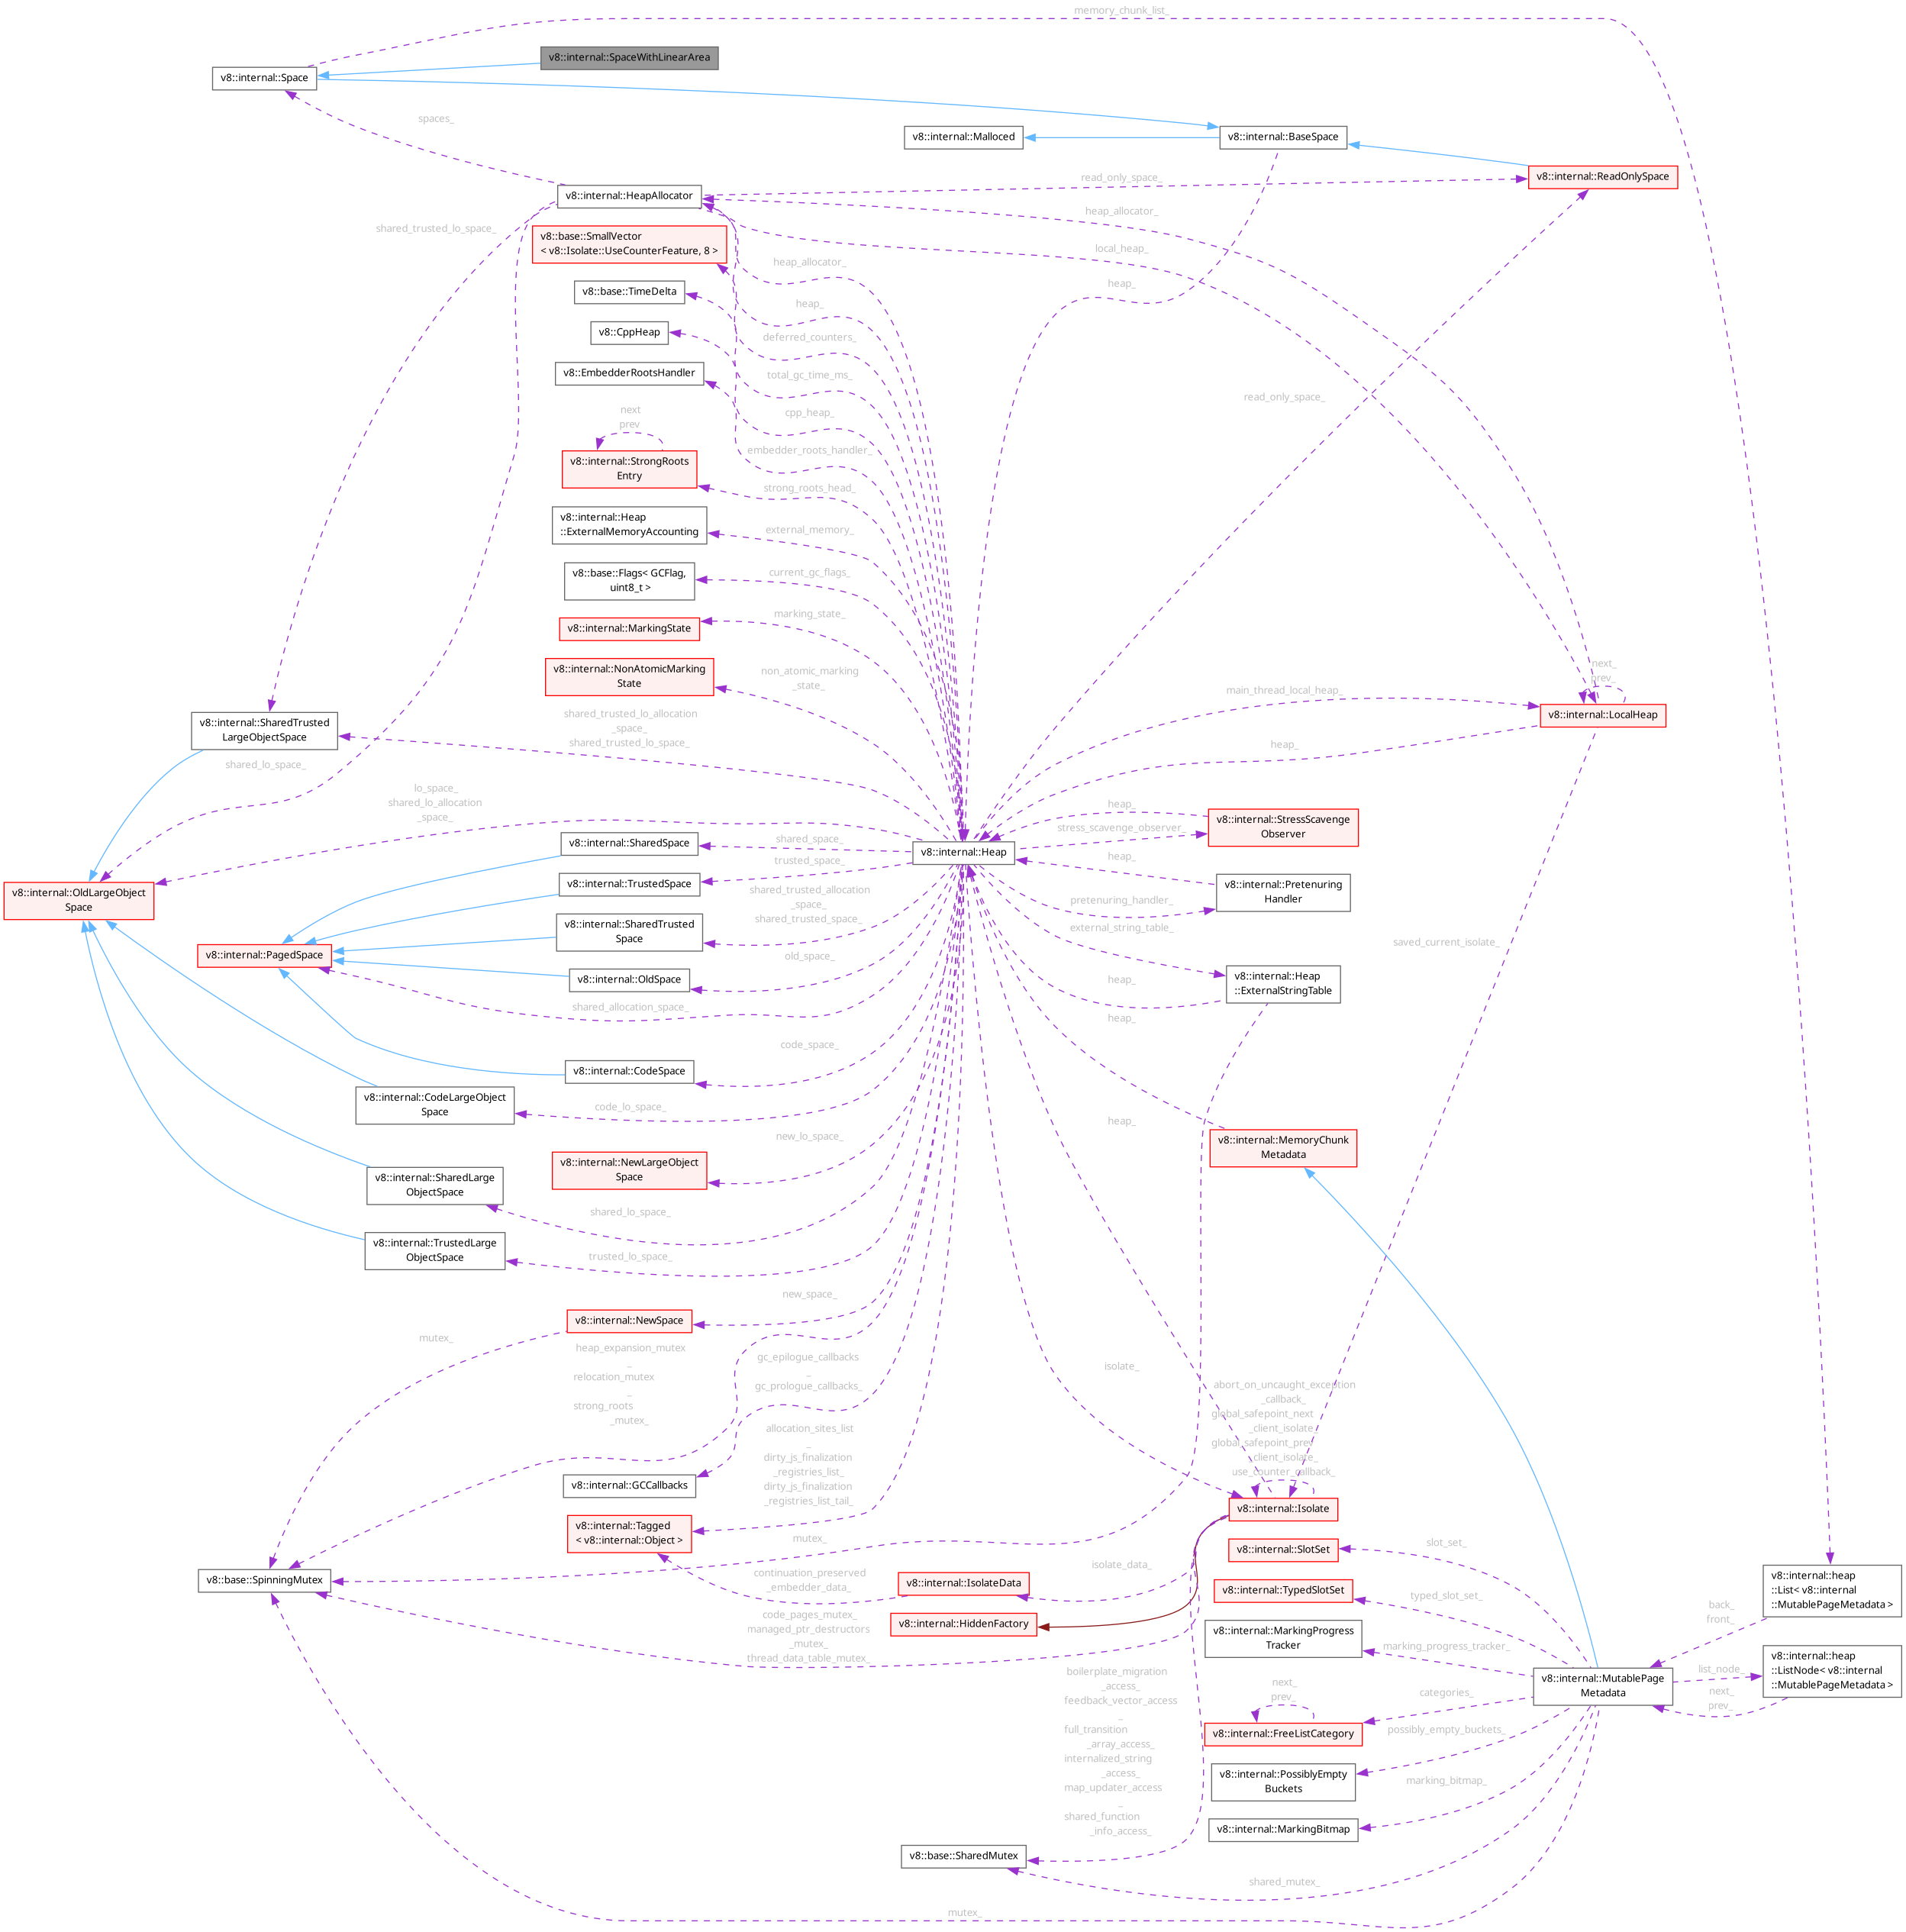 memory_chunk_list_
v8::internal::SpaceWithLinearArea
v8::internal::Space
spaces_
v8::internal::Malloced
v8::internal::BaseSpace
v8::internal::ReadOnlySpace
read_only_space_
v8::internal::HeapAllocator
heap_allocator_
shared_trusted_lo_space_
v8::base::SmallVector
< v8::Isolate::UseCounterFeature, 8 >
local_heap_
heap_allocator_
heap_
v8::base::TimeDelta
heap_
v8::CppHeap
deferred_counters_
v8::EmbedderRootsHandler
total_gc_time_ms_
read_only_space_
next
prev
cpp_heap_
v8::internal::StrongRoots
Entry
embedder_roots_handler_
strong_roots_head_
v8::internal::Heap
::ExternalMemoryAccounting
external_memory_
v8::base::Flags< GCFlag,
uint8_t >
current_gc_flags_
v8::internal::MarkingState
marking_state_
v8::internal::NonAtomicMarking
State
non_atomic_marking
_state_
next_
prev_
main_thread_local_heap_
v8::internal::LocalHeap
v8::internal::SharedTrusted
LargeObjectSpace
shared_trusted_lo_allocation
_space_
shared_trusted_lo_space_
heap_
shared_lo_space_
lo_space_
shared_lo_allocation
_space_
heap_
v8::internal::StressScavenge
Observer
stress_scavenge_observer_
v8::internal::SharedSpace
shared_space_
v8::internal::Heap
trusted_space_
heap_
v8::internal::TrustedSpace
v8::internal::Pretenuring
Handler
v8::internal::OldLargeObject
Space
shared_trusted_allocation
_space_
shared_trusted_space_
pretenuring_handler_
external_string_table_
v8::internal::SharedTrusted
Space
saved_current_isolate_
v8::internal::PagedSpace
old_space_
v8::internal::OldSpace
heap_
v8::internal::Heap
::ExternalStringTable
shared_allocation_space_
heap_
code_space_
v8::internal::CodeSpace
v8::internal::CodeLargeObject
Space
code_lo_space_
heap_
new_lo_space_
v8::internal::MemoryChunk
Metadata
v8::internal::NewLargeObject
Space
v8::internal::SharedLarge
ObjectSpace
shared_lo_space_
v8::internal::TrustedLarge
ObjectSpace
trusted_lo_space_
new_space_
v8::internal::NewSpace
mutex_
heap_expansion_mutex
_
relocation_mutex
_
strong_roots
_mutex_
gc_epilogue_callbacks
_
gc_prologue_callbacks_
isolate_
abort_on_uncaught_exception
_callback_
global_safepoint_next
_client_isolate_
global_safepoint_prev
_client_isolate_
use_counter_callback_
allocation_sites_list
_
dirty_js_finalization
_registries_list_
dirty_js_finalization
_registries_list_tail_
v8::internal::GCCallbacks
v8::internal::Isolate
v8::internal::Tagged
< v8::internal::Object >
mutex_
v8::internal::SlotSet
slot_set_
v8::base::SpinningMutex
continuation_preserved
_embedder_data_
v8::internal::IsolateData
isolate_data_
v8::internal::TypedSlotSet
typed_slot_set_
v8::internal::heap
::List< v8::internal
::MutablePageMetadata >
back_
front_
code_pages_mutex_
managed_ptr_destructors
_mutex_
thread_data_table_mutex_
v8::internal::HiddenFactory
v8::internal::MarkingProgress
Tracker
marking_progress_tracker_
v8::internal::MutablePage
Metadata
list_node_
next_
prev_
v8::internal::heap
::ListNode< v8::internal
::MutablePageMetadata >
boilerplate_migration
_access_
feedback_vector_access
_
full_transition
_array_access_
internalized_string
_access_
map_updater_access
_
shared_function
_info_access_
next_
prev_
categories_
v8::internal::FreeListCategory
possibly_empty_buckets_
v8::internal::PossiblyEmpty
Buckets
marking_bitmap_
v8::internal::MarkingBitmap
v8::base::SharedMutex
shared_mutex_
mutex_